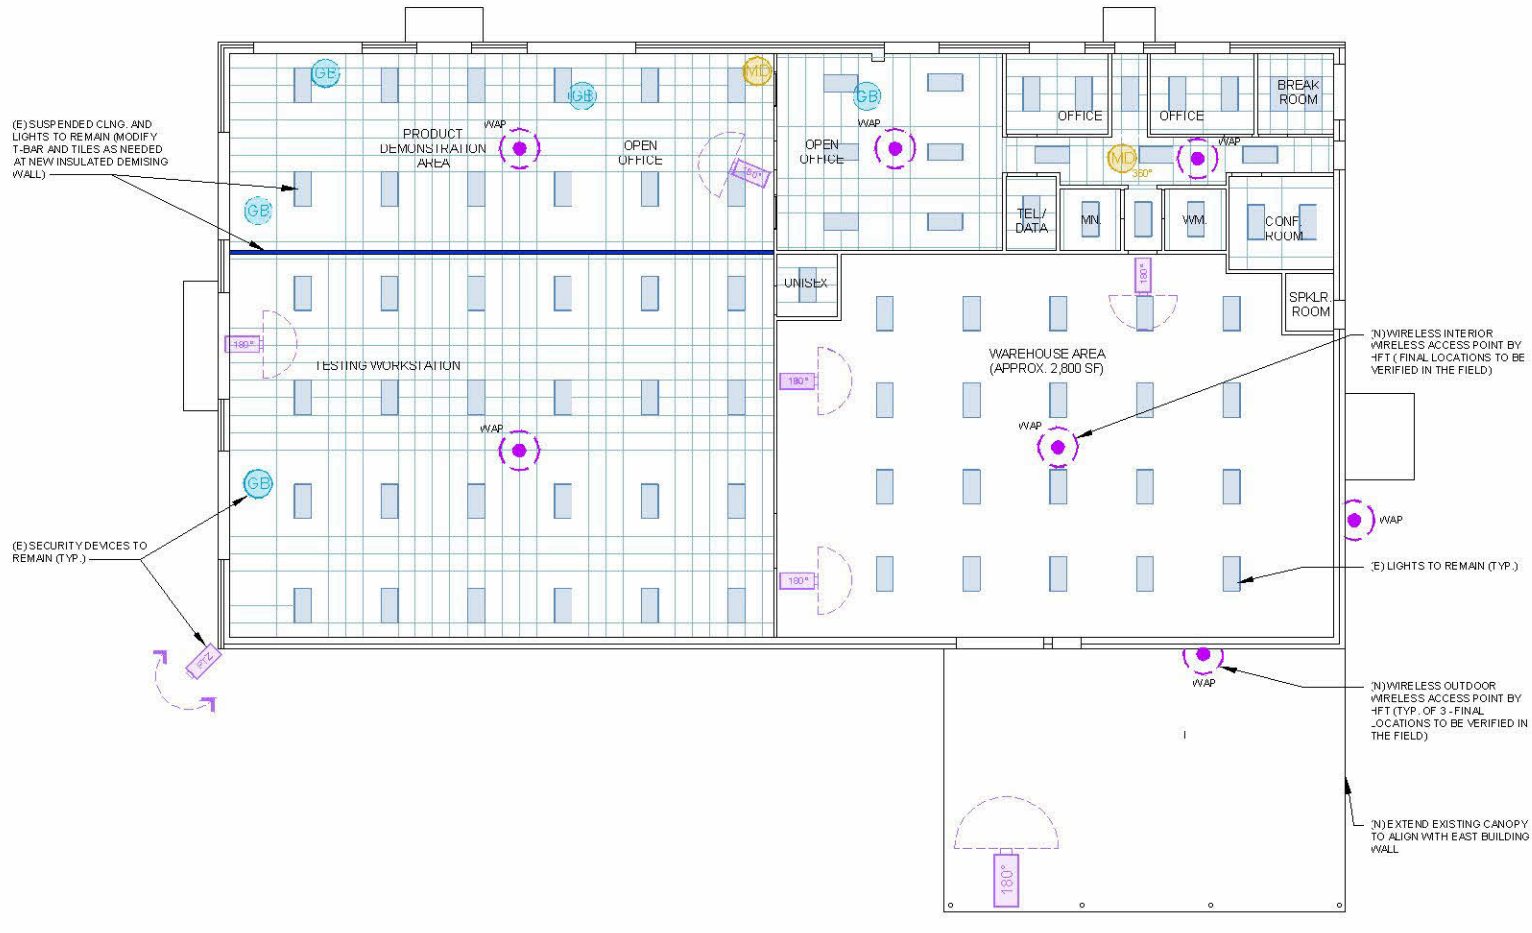 (E) SUSPENDED CLNG. AND
LIGHTS TO REMAIN (MODIFY
T-BAR AND TILES AS NEEDED
AT NEW INSULATED DEMISING
WALL)
(E) SECURITY DEVICES TO
REMAIN (TYP.)
GB
GB
MD
PRODUCT
DEMONSTRATION
AREA
WAP
OPEN
OFFICE
180°
GB
GB
WAP
OPEN
OFFICE
OFFICE
OFFICE
BREAK
ROOM
WAP
MD
360°
TEL./
DATA
MN.
WM.
CONF.
ROOM
UNISEX
180°
SPKLR.
ROOM
180°
TESTING WORKSTATION
WAP
GB
PTZ
WAREHOUSE AREA
(APPROX. 2,800 SF)
180°
WAP
180°
WAP
WAP
180°
(N) WIRELESS INTERIOR
WIRELESS ACCESS POINT BY
HFT ( FINAL LOCATIONS TO BE
VERIFIED IN THE FIELD)
(E) LIGHTS TO REMAIN (TYP.)
(N) WIRELESS OUTDOOR
WIRELESS ACCESS POINT BY
HFT (TYP. OF 3 - FINAL
LOCATIONS TO BE VERIFIED IN
THE FIELD)
(N) EXTEND EXISTING CANOPY
TO ALIGN WITH EAST BUILDING
WALL